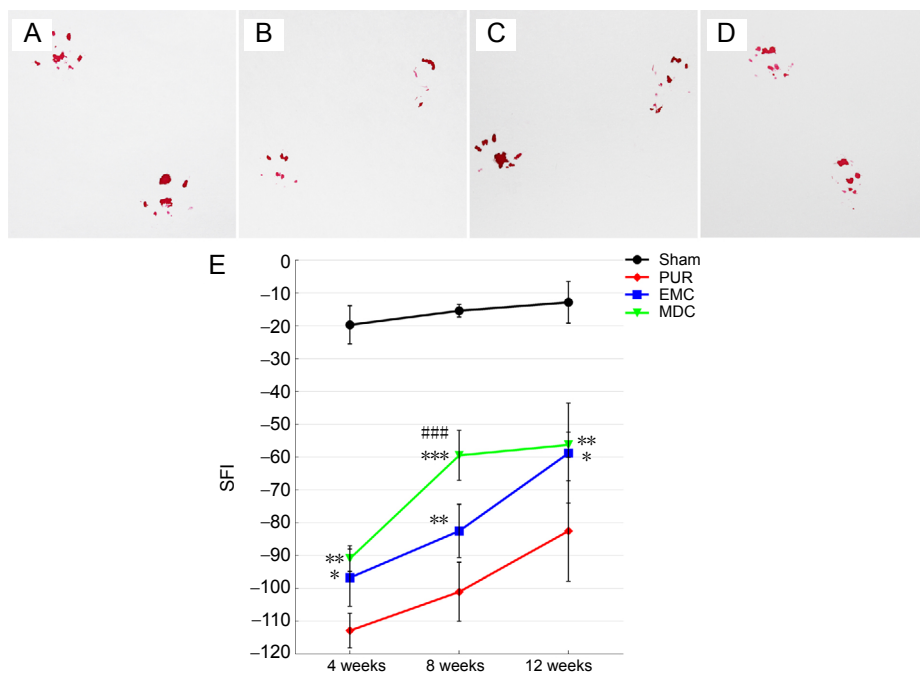 A
B
C
D
E
Sham
PUR
EMC
MDC
0
–10
–20
–30
–40
–50
–60
–70
–80
–90
–100
–110
–120
SFI
###
***
**
**
*
**
*
4 weeks
8 weeks
12 weeks